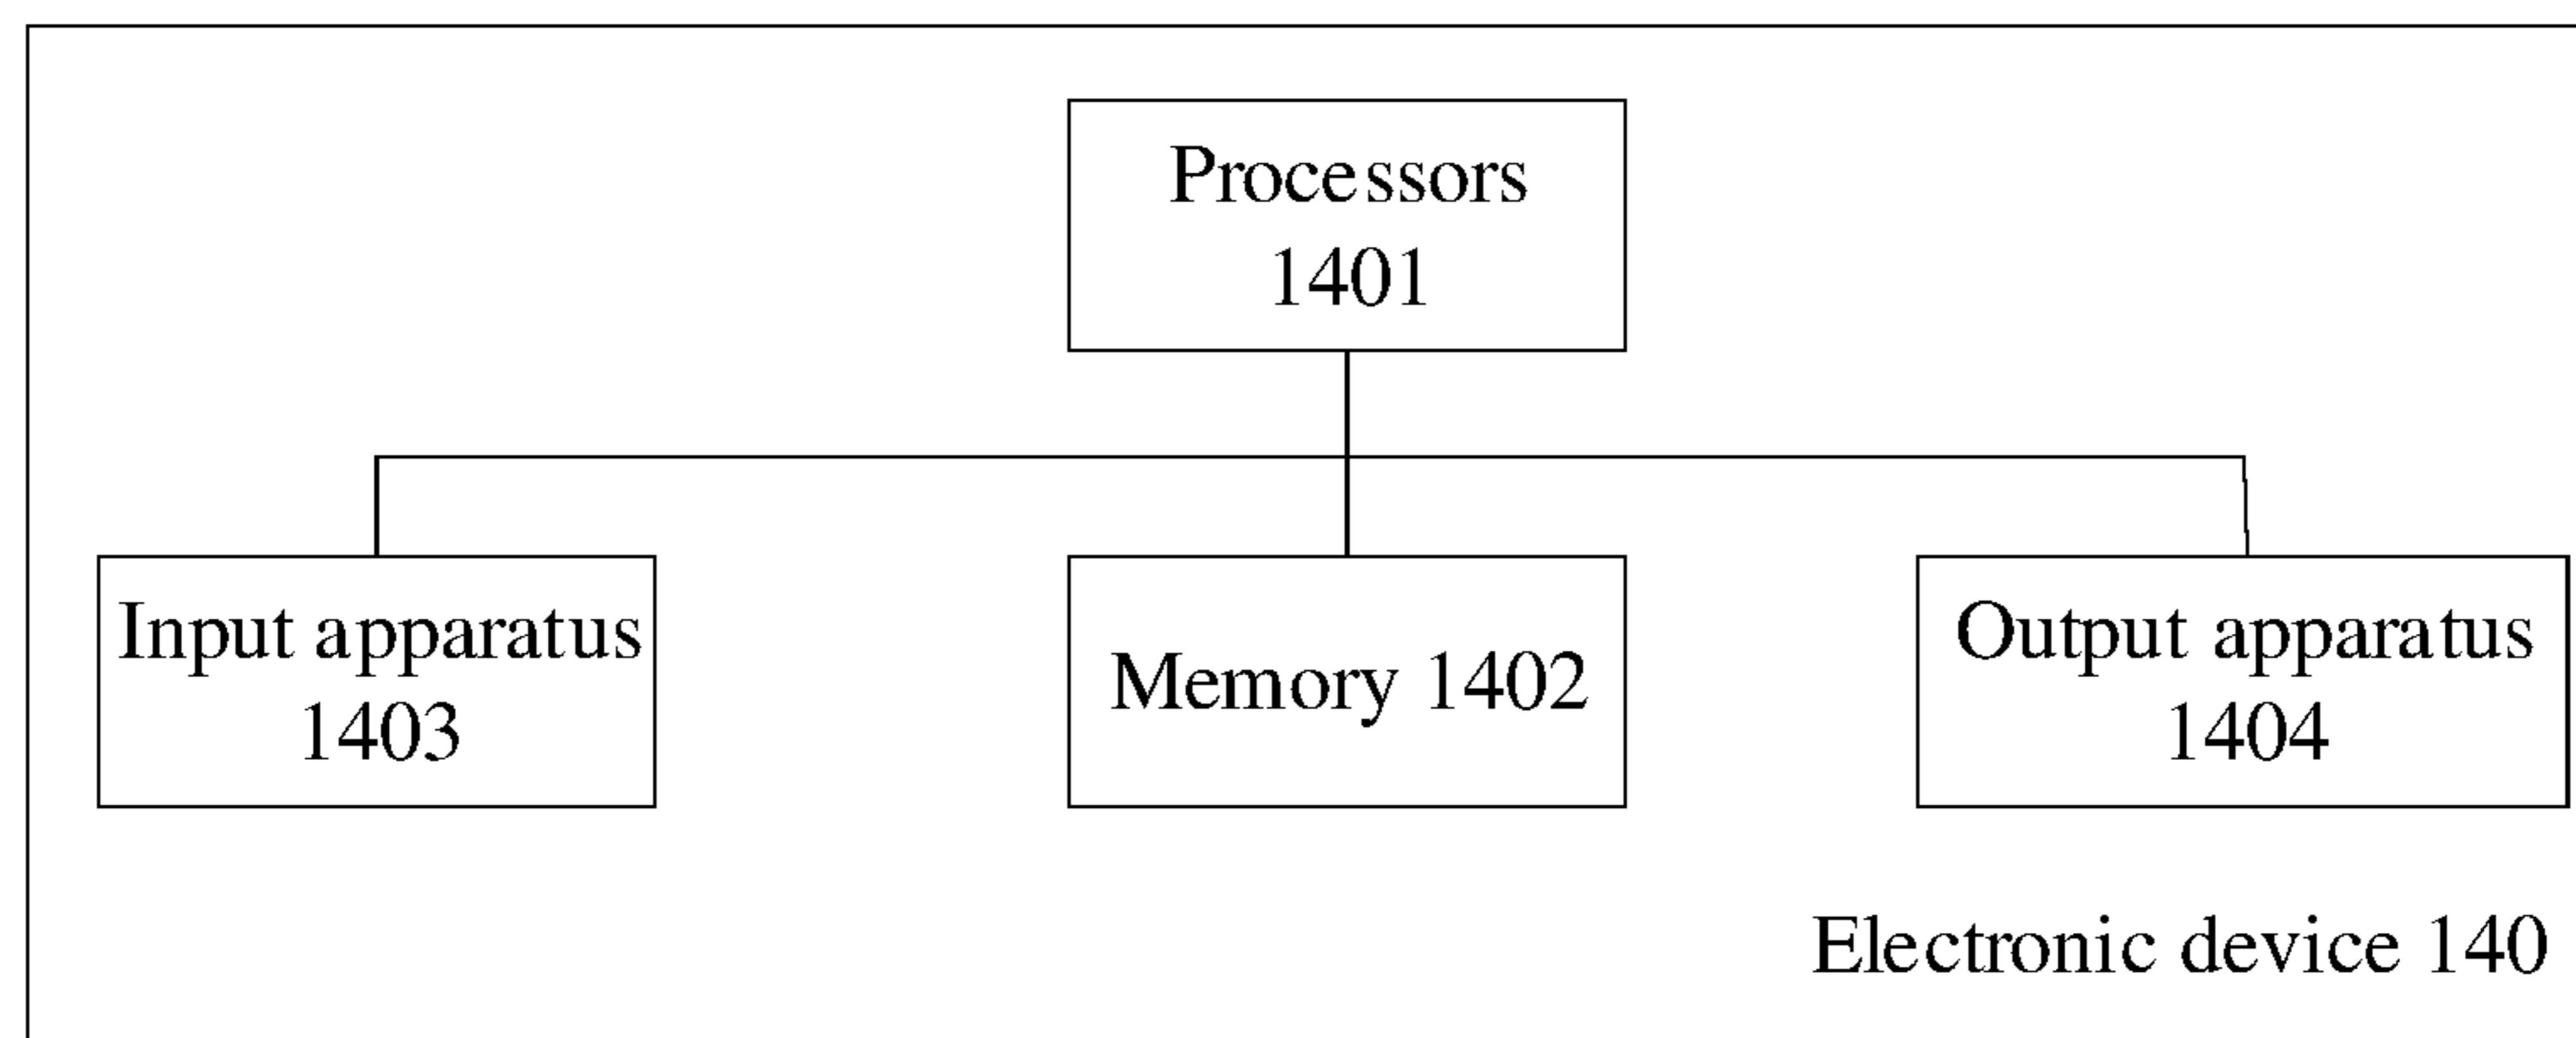 Processors
1401
Input apparatus
1403
Memory 1402
Output apparatus
1404
Electronic device 140